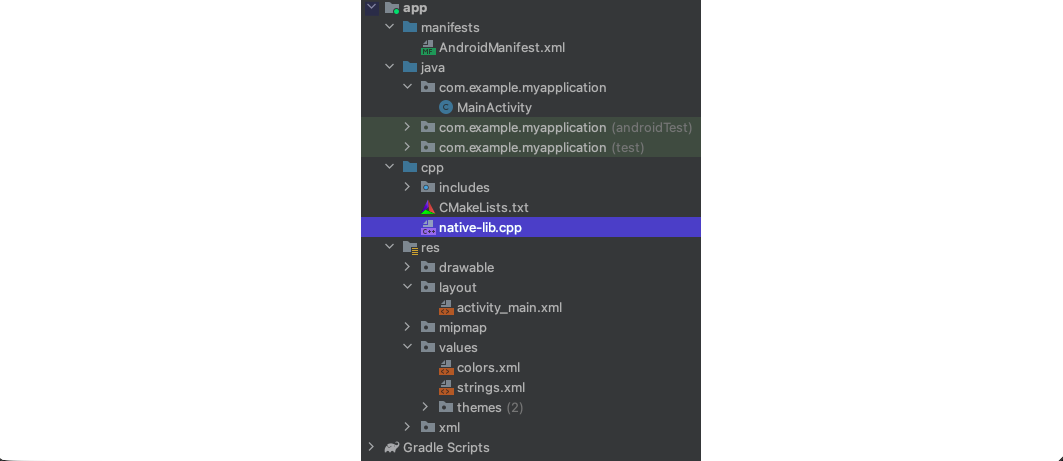 app
manifests
AndroidManifest.xml
java
com.example.myapplication
MainActivity
com.example.myapplication (androidTest)
com.example.myapplication (test)
cpp
includes
CMakeLists.txt
native-lib.cpp
res
drawable
layout
activity_main.xml
mipmap
values
colors.xml
strings.xml
themes (2)
xml
Gradle Scripts